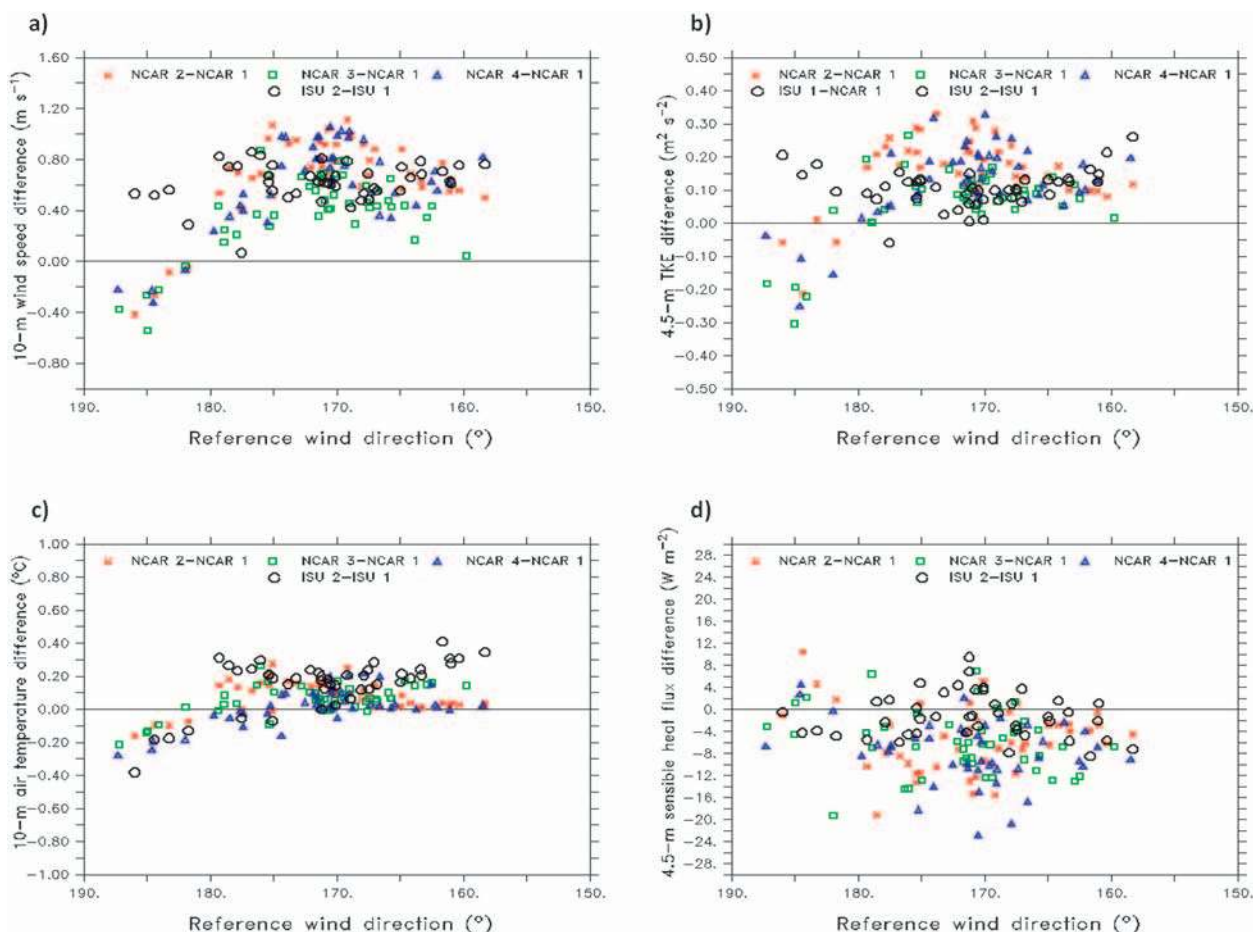 a)
1.60
1.20
0.80
0.40
0.00
−0.40
−0.80
10−m wind speed difference (m s⁻¹)
NCAR 2−NCAR 1
NCAR 3−NCAR 1
NCAR 4−NCAR 1
ISU 2−ISU 1
190.
180.
170.
160.
150.
Reference wind direction (º)
b)
0.50
0.40
0.30
0.20
0.10
0.00
−0.10
−0.20
−0.30
−0.40
−0.50
4.5−m TKE difference (m² s⁻²)
NCAR 2−NCAR 1
NCAR 3−NCAR 1
NCAR 4−NCAR 1
ISU 1−NCAR 1
ISU 2−ISU 1
190.
180.
170.
160.
150.
Reference wind direction (º)
c)
1.00
0.80
0.60
0.40
0.20
0.00
−0.20
−0.40
−0.60
−0.80
−1.00
10−m air temperature difference (ºC)
NCAR 2−NCAR 1
NCAR 3−NCAR 1
NCAR 4−NCAR 1
ISU 2−ISU 1
190.
180.
170.
160.
150.
Reference wind direction (º)
d)
28.
24.
20.
16.
12.
8.
4.
0.
−4.
−8.
−12.
−16.
−20.
−24.
−28.
4.5−m sensible heat flux difference (W m⁻²)
NCAR 2−NCAR 1
NCAR 3−NCAR 1
NCAR 4−NCAR 1
ISU 2−ISU 1
190.
180.
170.
160.
150.
Reference wind direction (º)